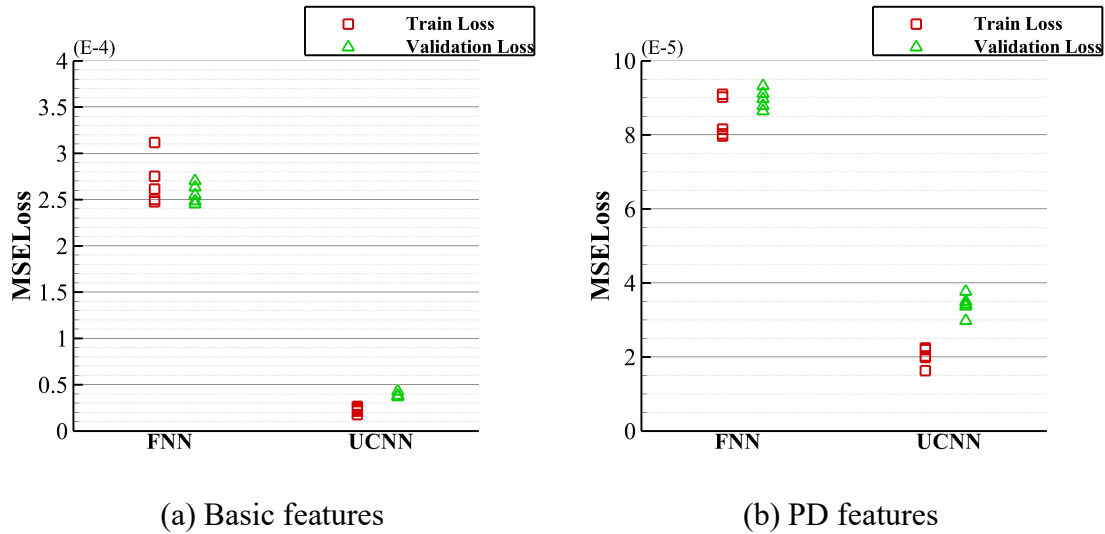 Train Loss
Validation Loss
(E-4)
4
3.5
3
2.5
2
1.5
1
0.5
0
MSELoss
FNN
UCNN
(a) Basic features
Train Loss
Validation Loss
(E-5)
10
8
6
4
2
0
MSELoss
FNN
UCNN
(b) PD features